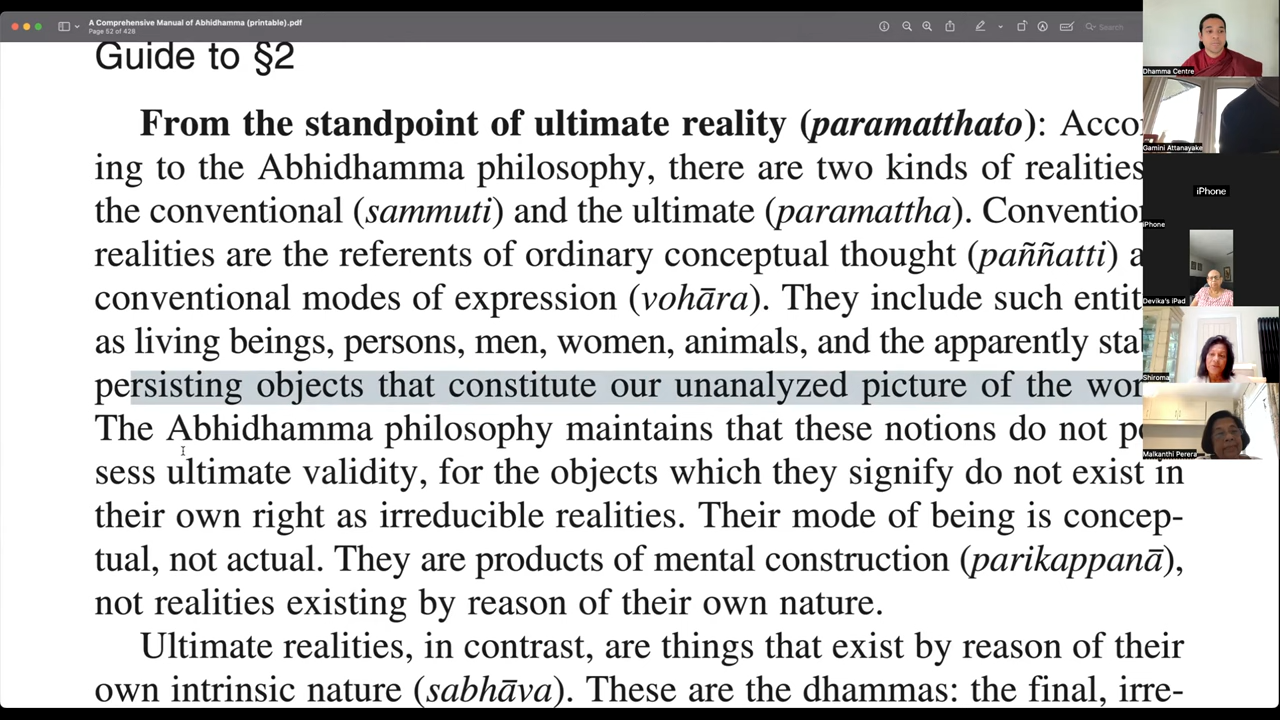 A Comprehensive Manual of Abhidhamma (printable).pdf
Page 52 of 428
Search
Guide to §2
From the standpoint of ultimate reality (paramatthato): Accor
ing to the Abhidhamma philosophy, there are two kinds of realities
the conventional (sammuti) and the ultimate (paramattha). Conventio
realities are the referents of ordinary conceptual thought (paññatti) a
conventional modes of expression (vohāra). They include such entit
as living beings, persons, men, women, animals, and the apparently sta
persisting objects that constitute our unanalyzed picture of the wor
The Abhidhamma philosophy maintains that these notions do not po
sess ultimate validity, for the objects which they signify do not exist in
their own right as irreducible realities. Their mode of being is concep-
tual, not actual. They are products of mental construction (parikappanā),
not realities existing by reason of their own nature.
Ultimate realities, in contrast, are things that exist by reason of their
own intrinsic nature (sabhāva). These are the dhammas: the final, irre-
Dhamma Centre
Gamini Attanayake
iPhone
iPhone
Devika's iPad
Shiroma
Malkanthi Perera